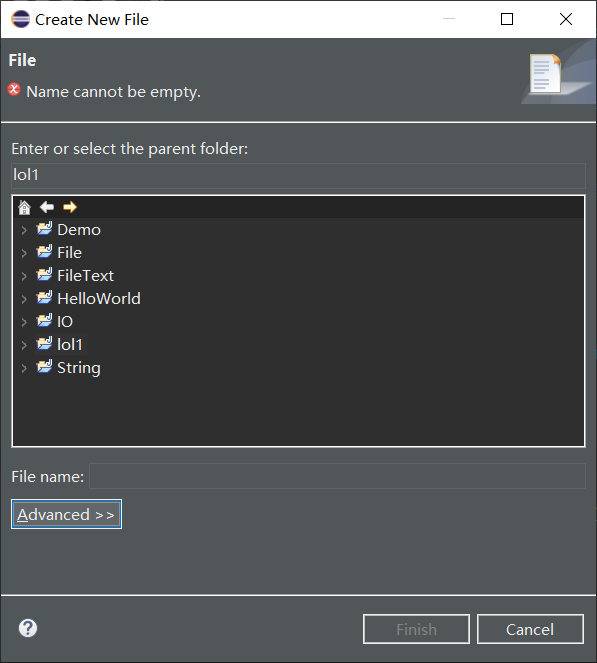 Create New File
File
Name cannot be empty.
Enter or select the parent folder:
lol1
Demo
File
FileText
HelloWorld
IO
lol1
String
File name:
Advanced >>
Finish
Cancel